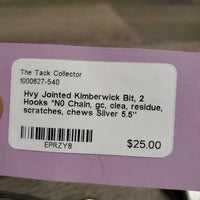 The Tack Collector
1000627-540
Hvy Jointed Kimberwick Bit, 2
Hooks *N0 Chain, gc, clea, residue,
scratches, chews Silver 5.5"
EPRZY8
$25.00